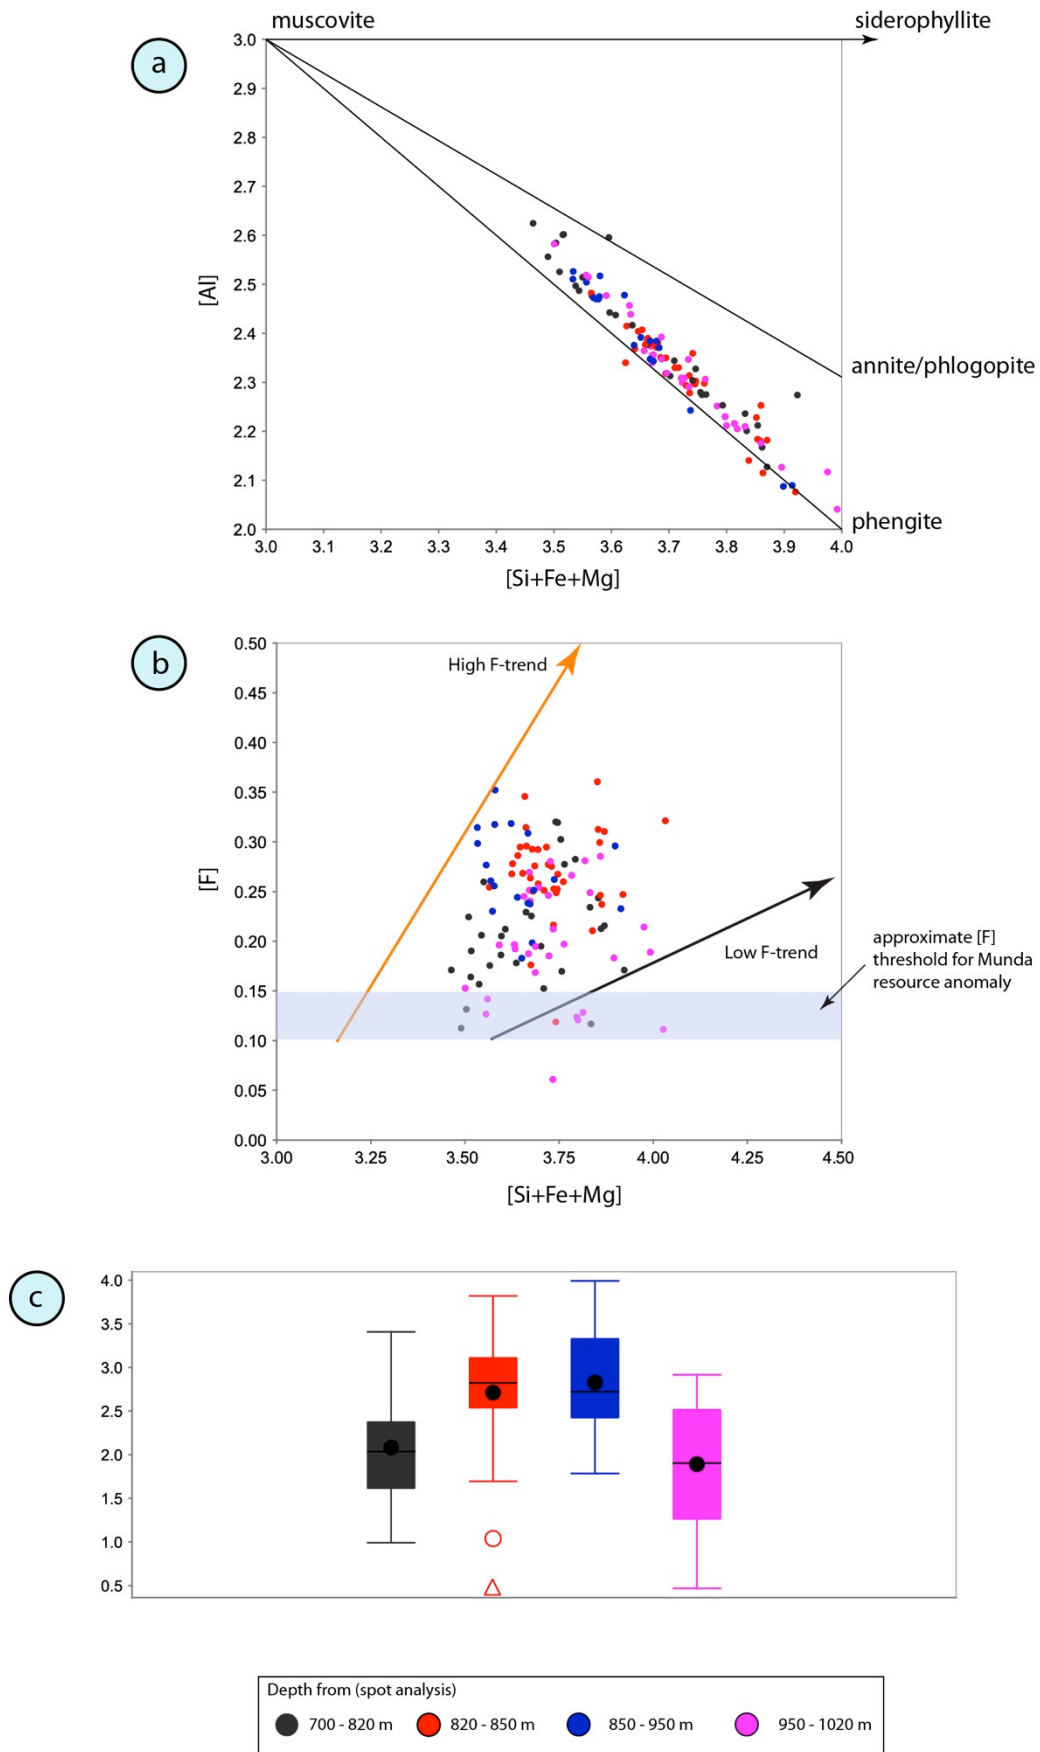 muscovite
siderophyllite
a
3.0
2.9
2.8
2.7
2.6
2.5
2.4
2.3
2.2
2.1
2.0
[Al]
annite/phlogopite
phengite
3.0 3.1 3.2 3.3 3.4 3.5 3.6 3.7 3.8 3.9 4.0
[Si+Fe+Mg]
b
0.50
0.45
0.40
0.35
0.30
0.25
0.20
0.15
0.10
0.05
0.00
[F]
High F-trend
Low F-trend
approximate [F]
threshold for Munda
resource anomaly
3.00 3.25 3.50 3.75 4.00 4.25 4.50
[Si+Fe+Mg]
c
4.0
3.5
3.0
2.5
2.0
1.5
1.0
0.5
Depth from (spot analysis)
700 - 820 m 820 - 850 m 850 - 950 m 950 - 1020 m